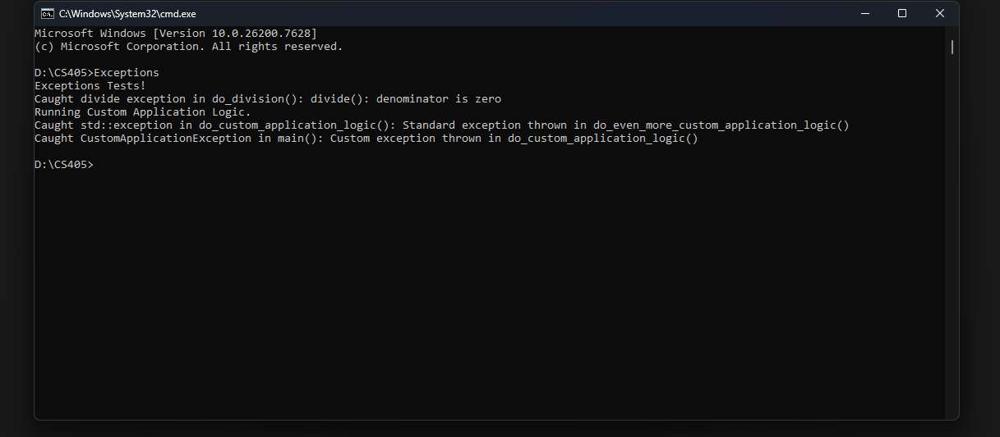 C:\Windows\System32\cmd.exe
Microsoft Windows [Version 10.0.26200.7628]
(c) Microsoft Corporation. All rights reserved.
D:\CS405>Exceptions
Exceptions Tests!
Caught divide exception in do_division(): divide(): denominator is zero
Running Custom Application Logic.
Caught std::exception in do_custom_application_logic(): Standard exception thrown in do_even_more_custom_application_logic()
Caught CustomApplicationException in main(): Custom exception thrown in do_custom_application_logic()
D:\CS405>